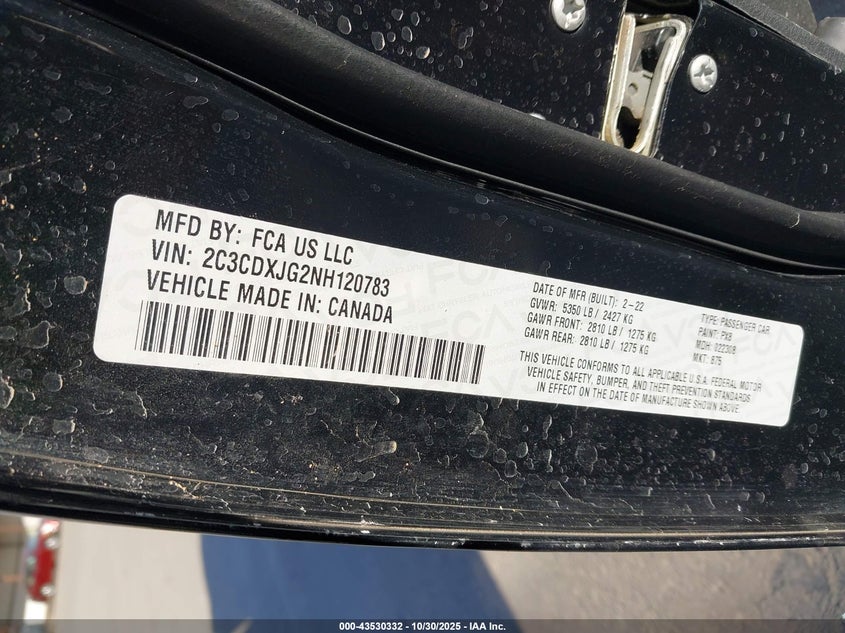 MFD BY: FCA US LLC
VIN: 2C3CDXJG2NH120783
VEHICLE MADE IN: CANADA
DATE OF MFR (BUILT): 2-22
GVWR: 5350 LB / 2427 KG
GAWR FRONT: 2810 LB / 1275 KG
GAWR REAR: 2810 LB / 1275 KG
TYPE: PASSENGER CAR
PAINT: PX8
MDH: 022308
MKT: B75
THIS VEHICLE CONFORMS TO ALL APPLICABLE U.S.A. FEDERAL MOTOR
VEHICLE SAFETY, BUMPER, AND THEFT PREVENTION STANDARDS
IN EFFECT ON THE DATE OF MANUFACTURE SHOWN ABOVE.
000-43530332 - 10/30/2025 - IAA Inc.